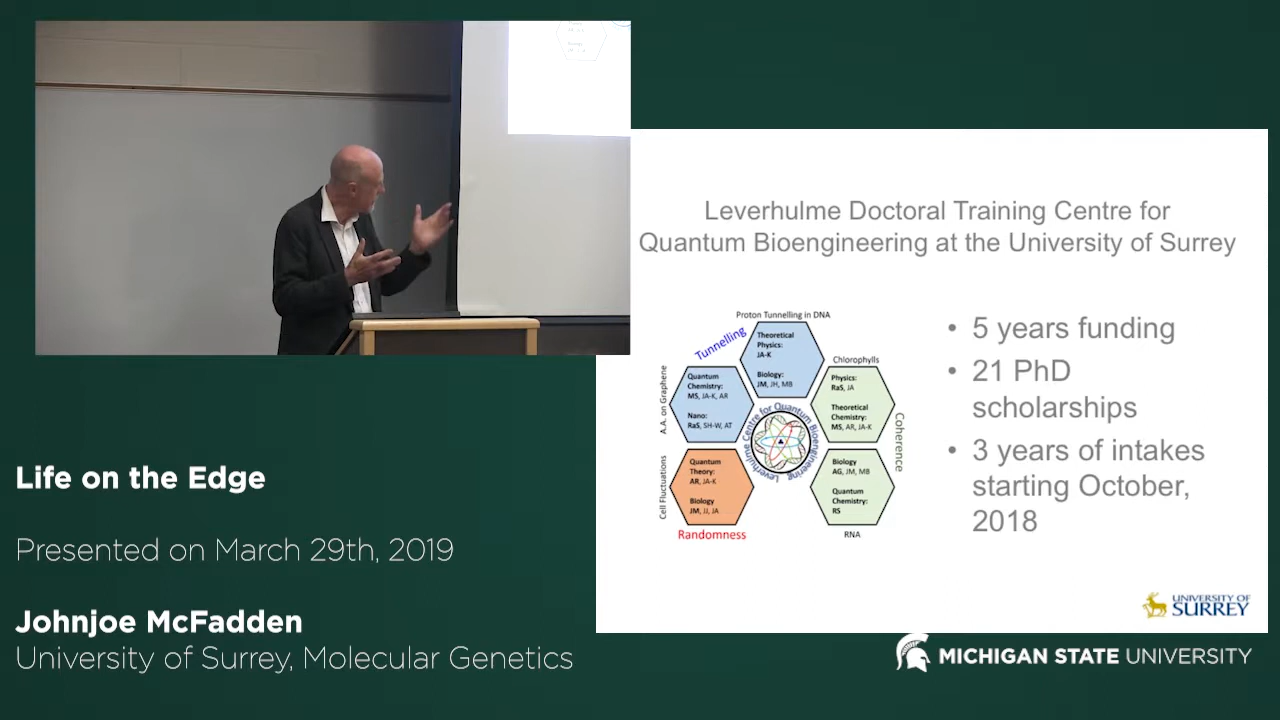 Leverhulme Doctoral Training Centre for
Quantum Bioengineering at the University of Surrey
Proton Tunnelling in DNA
Tunnelling
Theoretical
Physics:
JA-K
Biology:
JM, JH, MB
A.A. on Graphene
Quantum
Chemistry:
MS, JA-K, AR
Nano:
RaS, SH-W, AT
Chlorophylls
Physics:
RaS, JA
Theoretical
Chemistry:
MS, AR, JA-K
Coherence
Leverhulme Centre for Quantum Bioengineering
Cell Fluctuations
Quantum
Theory:
AR, JA-K
Biology
JM, JJ, JA
Randomness
Biology
AG, JM, MB
Quantum
Chemistry:
RS
RNA
• 5 years funding
• 21 PhD
scholarships
• 3 years of intakes
starting October,
2018
UNIVERSITY OF
SURREY
Life on the Edge
Presented on March 29th, 2019
Johnjoe McFadden
University of Surrey, Molecular Genetics
MICHIGAN STATE UNIVERSITY